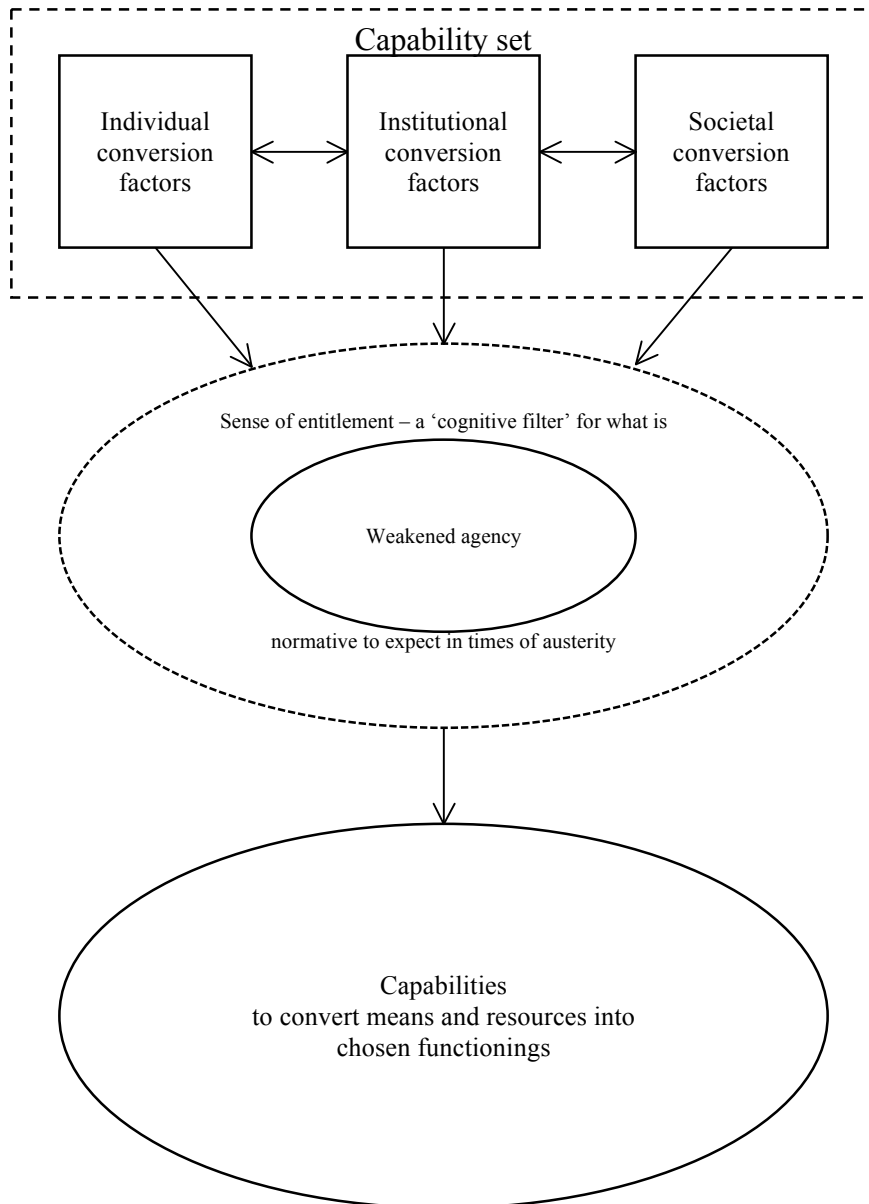 Capability set
Individual
conversion
factors
Institutional
conversion
factors
Societal
conversion
factors
Sense of entitlement – a ‘cognitive filter’ for what is
Weakened agency
normative to expect in times of austerity
Capabilities
to convert means and resources into
chosen functionings